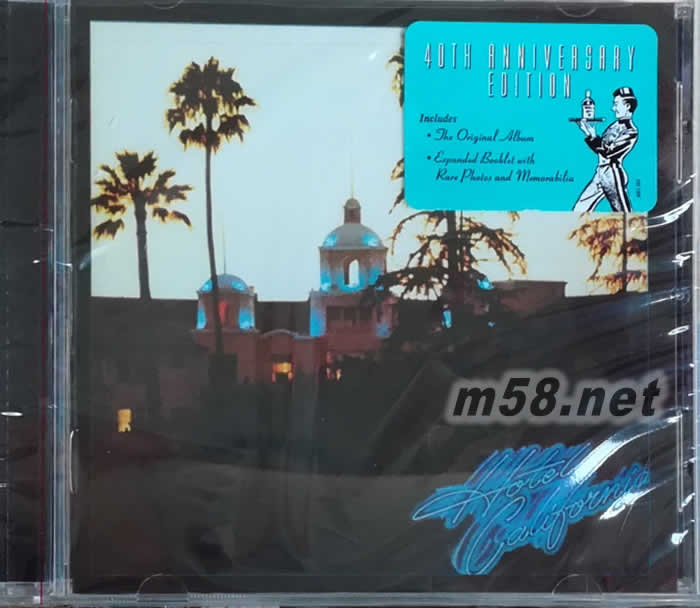 40TH ANNIVERSARY
EDITION
Includes
• The Original Album
• Expanded Booklet with
Rare Photos and Memorabilia
m58.net
Hotel
California